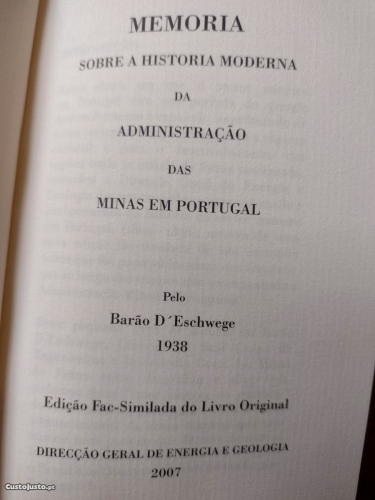 MEMORIA
SOBRE A HISTORIA MODERNA
DA
ADMINISTRAÇÃO
DAS
MINAS EM PORTUGAL
Pelo
Barão D´Eschwege
1938
Edição Fac-Similada do Livro Original
DIRECÇÃO GERAL DE ENERGIA E GEOLOGIA
2007
CustoJusto.pt